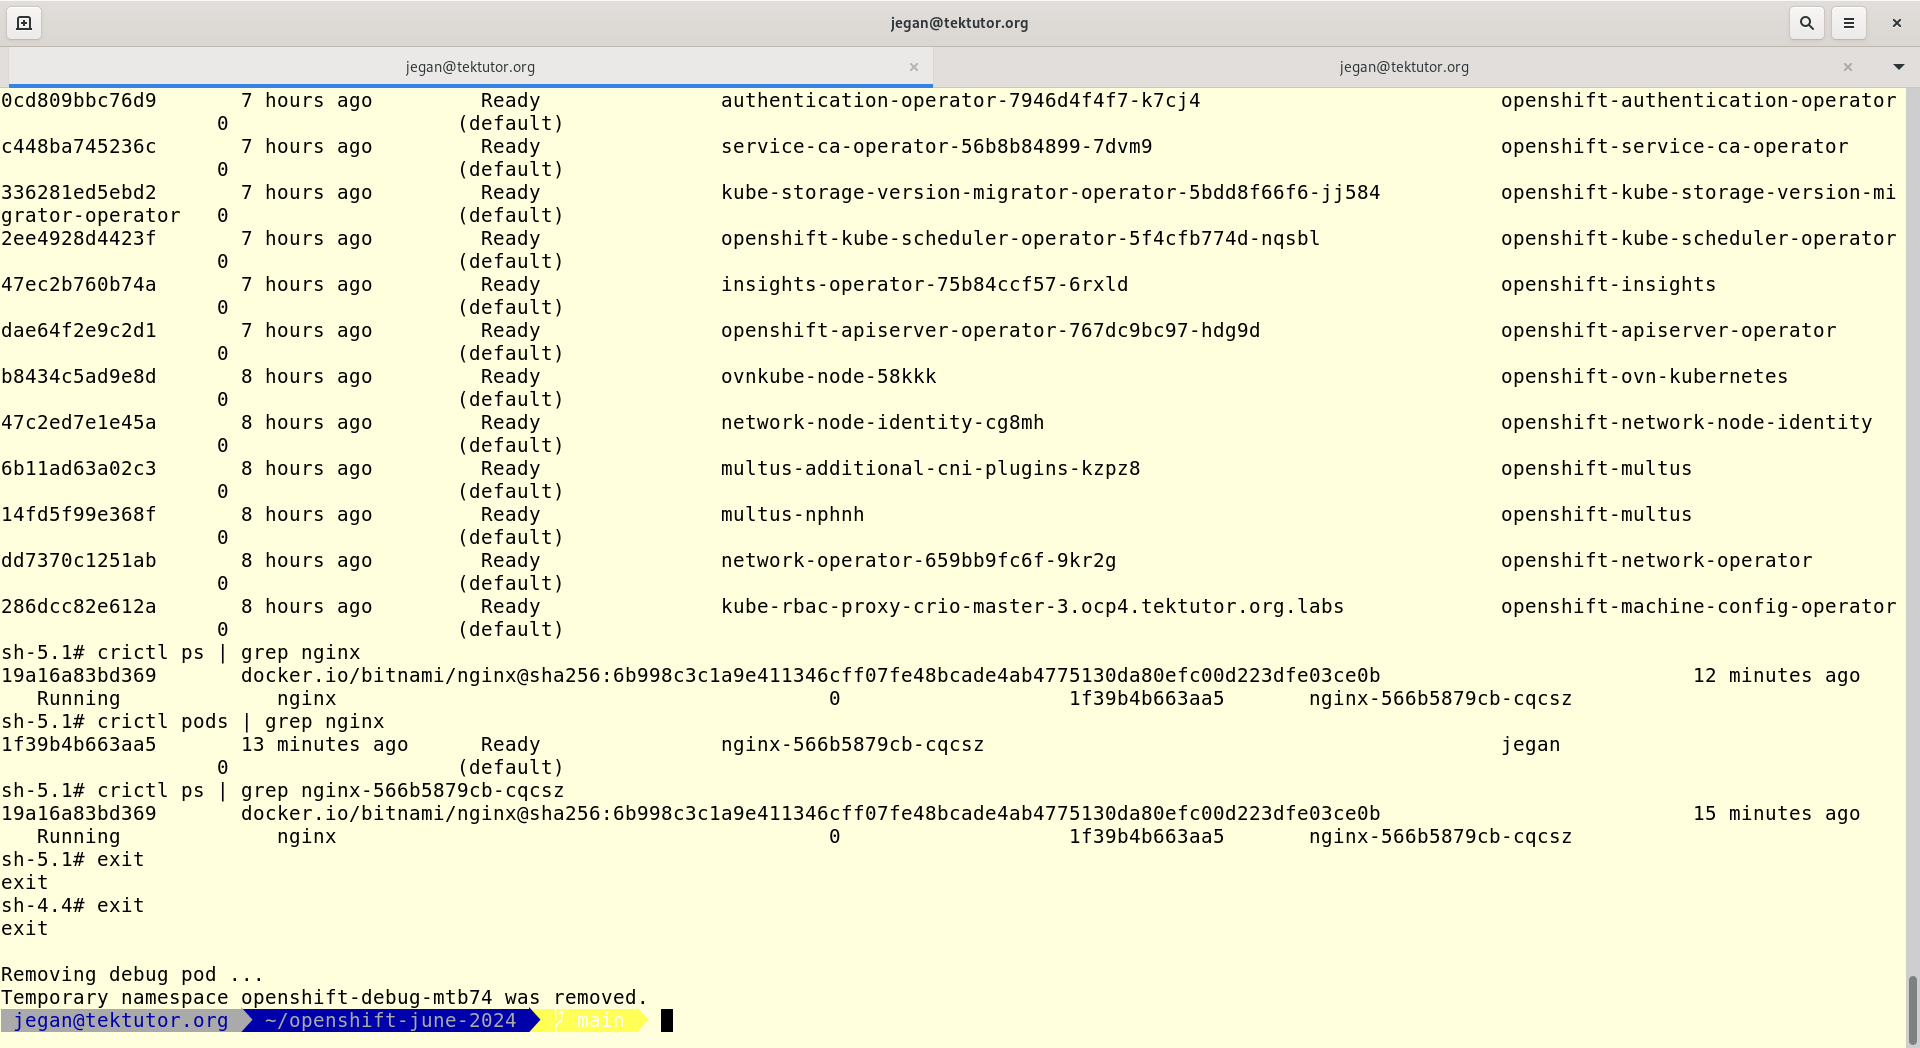 jegan@tektutor.org
jegan@tektutor.org jegan@tektutor.org
0cd809bbc76d9 7 hours ago Ready authentication-operator-7946d4f4f7-k7cj4 openshift-authentication-operator
0 (default)
c448ba745236c 7 hours ago Ready service-ca-operator-56b8b84899-7dvm9 openshift-service-ca-operator
0 (default)
336281ed5ebd2 7 hours ago Ready kube-storage-version-migrator-operator-5bdd8f66f6-jj584 openshift-kube-storage-version-mi
grator-operator 0 (default)
2ee4928d4423f 7 hours ago Ready openshift-kube-scheduler-operator-5f4cfb774d-nqsbl openshift-kube-scheduler-operator
0 (default)
47ec2b760b74a 7 hours ago Ready insights-operator-75b84ccf57-6rxld openshift-insights
0 (default)
dae64f2e9c2d1 7 hours ago Ready openshift-apiserver-operator-767dc9bc97-hdg9d openshift-apiserver-operator
0 (default)
b8434c5ad9e8d 8 hours ago Ready ovnkube-node-58kkk openshift-ovn-kubernetes
0 (default)
47c2ed7e1e45a 8 hours ago Ready network-node-identity-cg8mh openshift-network-node-identity
0 (default)
6b11ad63a02c3 8 hours ago Ready multus-additional-cni-plugins-kzpz8 openshift-multus
0 (default)
14fd5f99e368f 8 hours ago Ready multus-nphnh openshift-multus
0 (default)
dd7370c1251ab 8 hours ago Ready network-operator-659bb9fc6f-9kr2g openshift-network-operator
0 (default)
286dcc82e612a 8 hours ago Ready kube-rbac-proxy-crio-master-3.ocp4.tektutor.org.labs openshift-machine-config-operator
0 (default)
sh-5.1# crictl ps | grep nginx
19a16a83bd369 docker.io/bitnami/nginx@sha256:6b998c3c1a9e411346cff07fe48bcade4ab4775130da80efc00d223dfe03ce0b 12 minutes ago
Running nginx 0 1f39b4b663aa5 nginx-566b5879cb-cqcsz
sh-5.1# crictl pods | grep nginx
1f39b4b663aa5 13 minutes ago Ready nginx-566b5879cb-cqcsz jegan
0 (default)
sh-5.1# crictl ps | grep nginx-566b5879cb-cqcsz
19a16a83bd369 docker.io/bitnami/nginx@sha256:6b998c3c1a9e411346cff07fe48bcade4ab4775130da80efc00d223dfe03ce0b 15 minutes ago
Running nginx 0 1f39b4b663aa5 nginx-566b5879cb-cqcsz
sh-5.1# exit
exit
sh-4.4# exit
exit
Removing debug pod ...
Temporary namespace openshift-debug-mtb74 was removed.
jegan@tektutor.org ~/openshift-june-2024 main